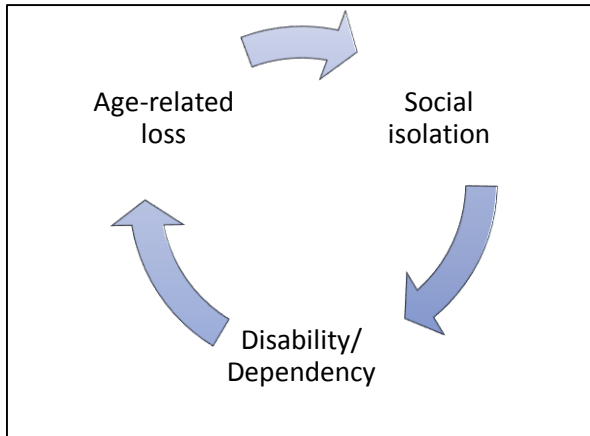 Age-related
loss
Social
isolation
Disability/
Dependency